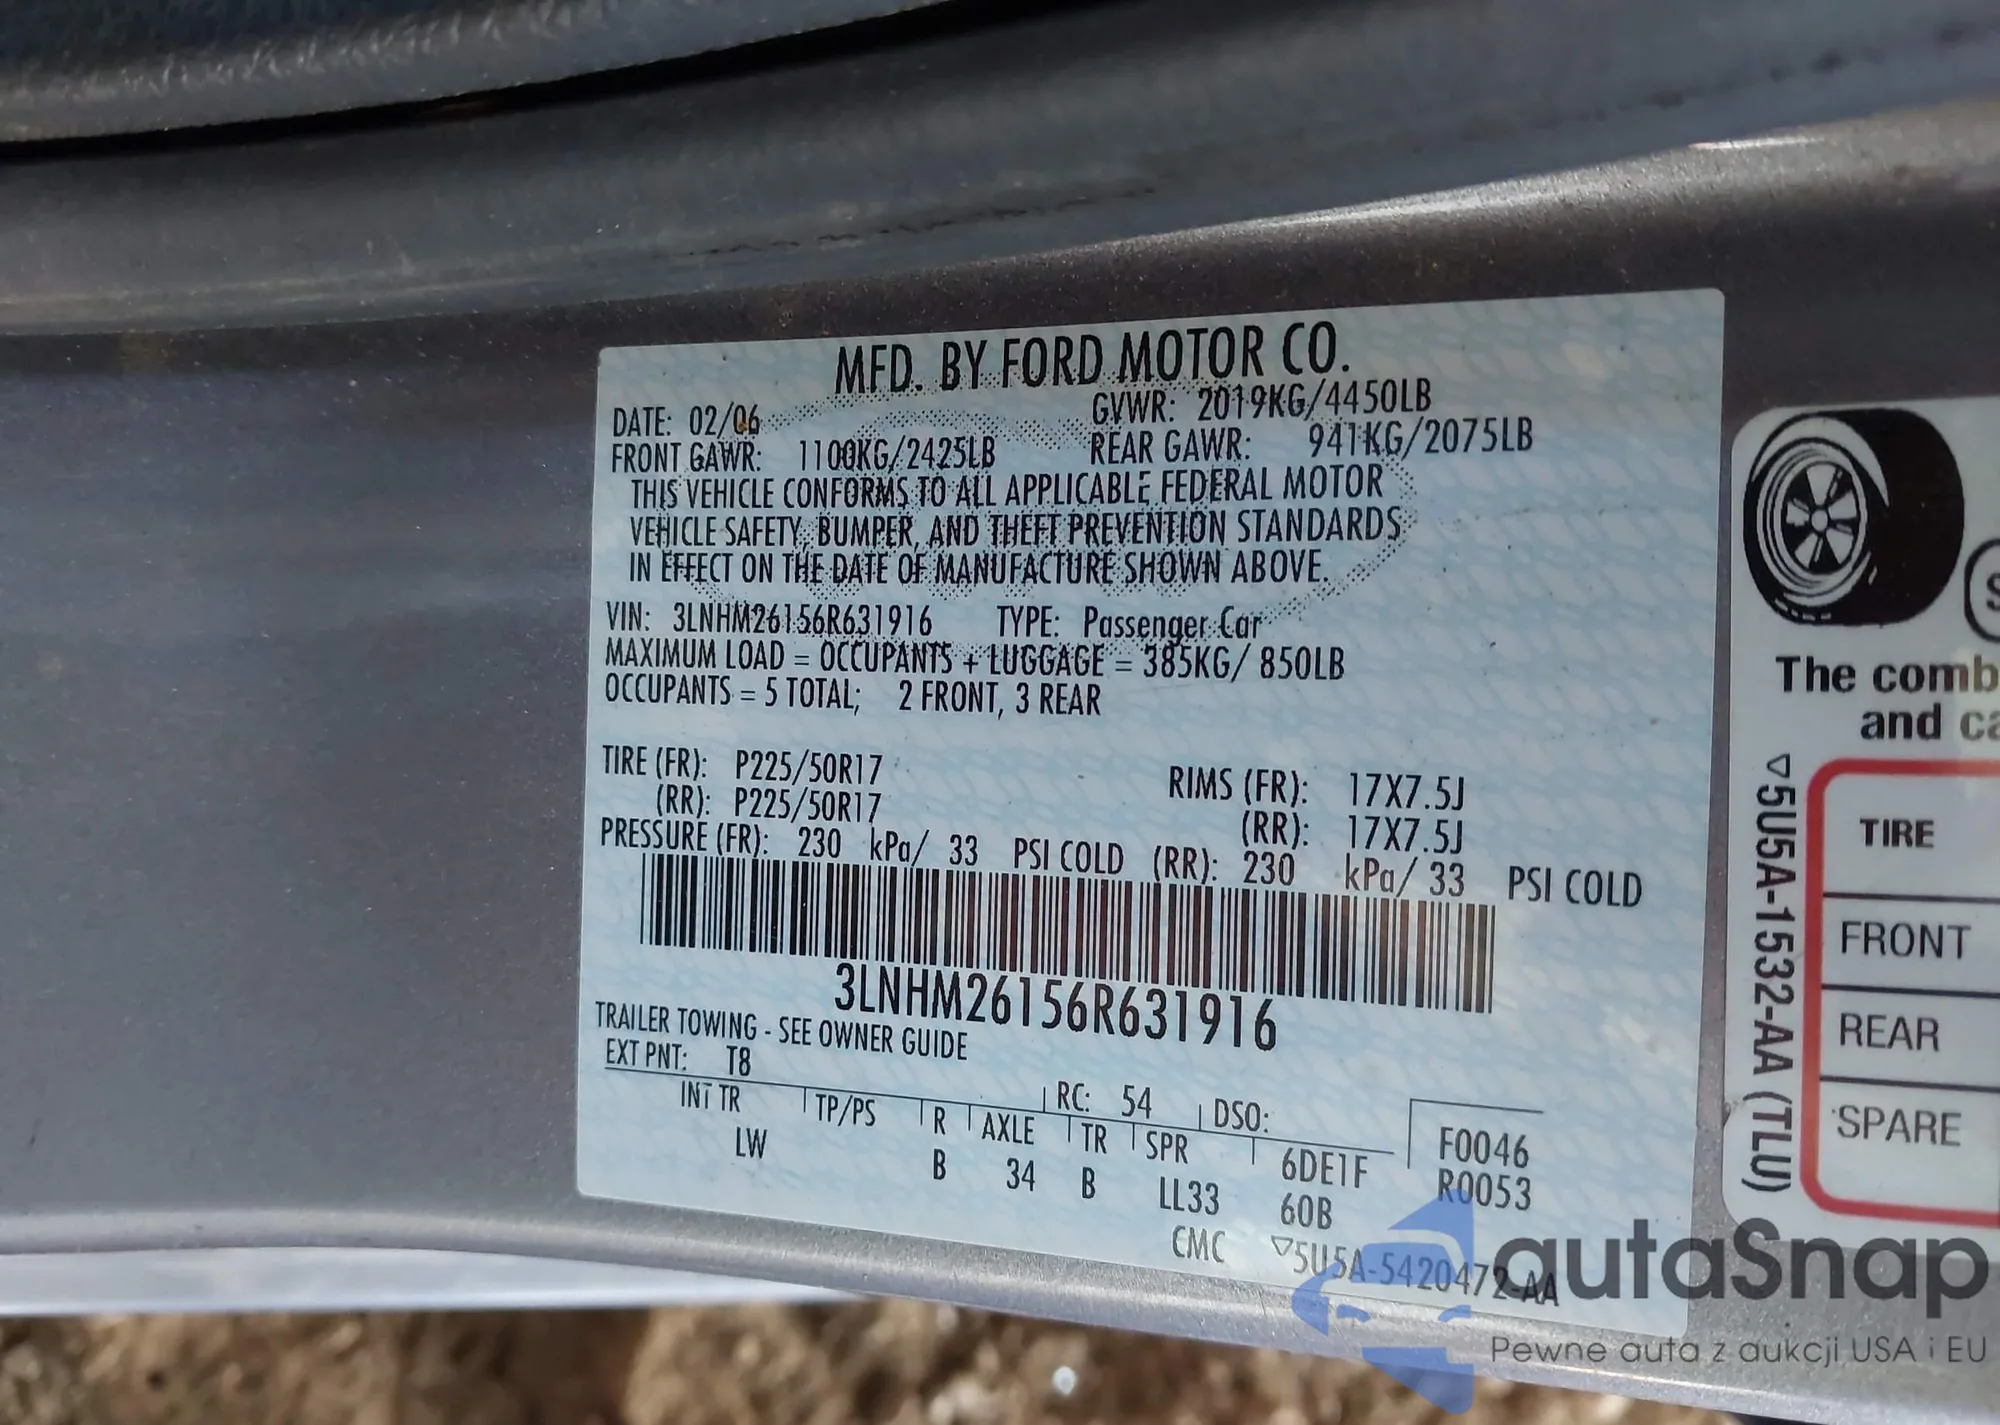 MFD. BY FORD MOTOR CO.
DATE: 02/06 GVWR: 2019KG/4450LB
FRONT GAWR: 1100KG/2425LB REAR GAWR: 941KG/2075LB
THIS VEHICLE CONFORMS TO ALL APPLICABLE FEDERAL MOTOR
VEHICLE SAFETY, BUMPER, AND THEFT PREVENTION STANDARDS
IN EFFECT ON THE DATE OF MANUFACTURE SHOWN ABOVE.
VIN: 3LNHM26156R631916 TYPE: Passenger Car
MAXIMUM LOAD = OCCUPANTS + LUGGAGE = 385KG/ 850LB
OCCUPANTS = 5 TOTAL; 2 FRONT, 3 REAR
TIRE (FR): P225/50R17 RIMS (FR): 17X7.5J
(RR): P225/50R17 (RR): 17X7.5J
PRESSURE (FR): 230 kPa/ 33 PSI COLD (RR): 230 kPa/ 33 PSI COLD
3LNHM26156R631916
TRAILER TOWING - SEE OWNER GUIDE
EXT PNT: T8 RC: 54 DSO:
INT TR TP/PS R AXLE TR SPR 6DE1F F0046
LW B 34 B LL33 60B R0053
CMC ▽5U5A-5420472-AA
The comb
and ca
▽5U5A-1532-AA (TLU)
TIRE
FRONT
REAR
SPARE
autaSnap
Pewne auta z aukcji USA i EU